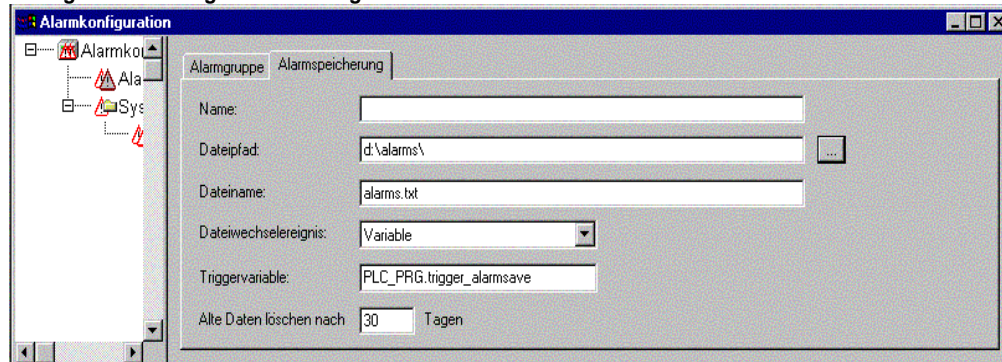 Alarmkonfiguration
Alarmkon
Ala
Sys
Alarmgruppe Alarmspeicherung
Name:
Dateipfad: d:\alarms\ ...
Dateiname: alarms.txt
Dateiwechselereignis: Variable
Triggervariable: PLC_PRG.trigger_alarmsave
Alte Daten löschen nach 30 Tagen